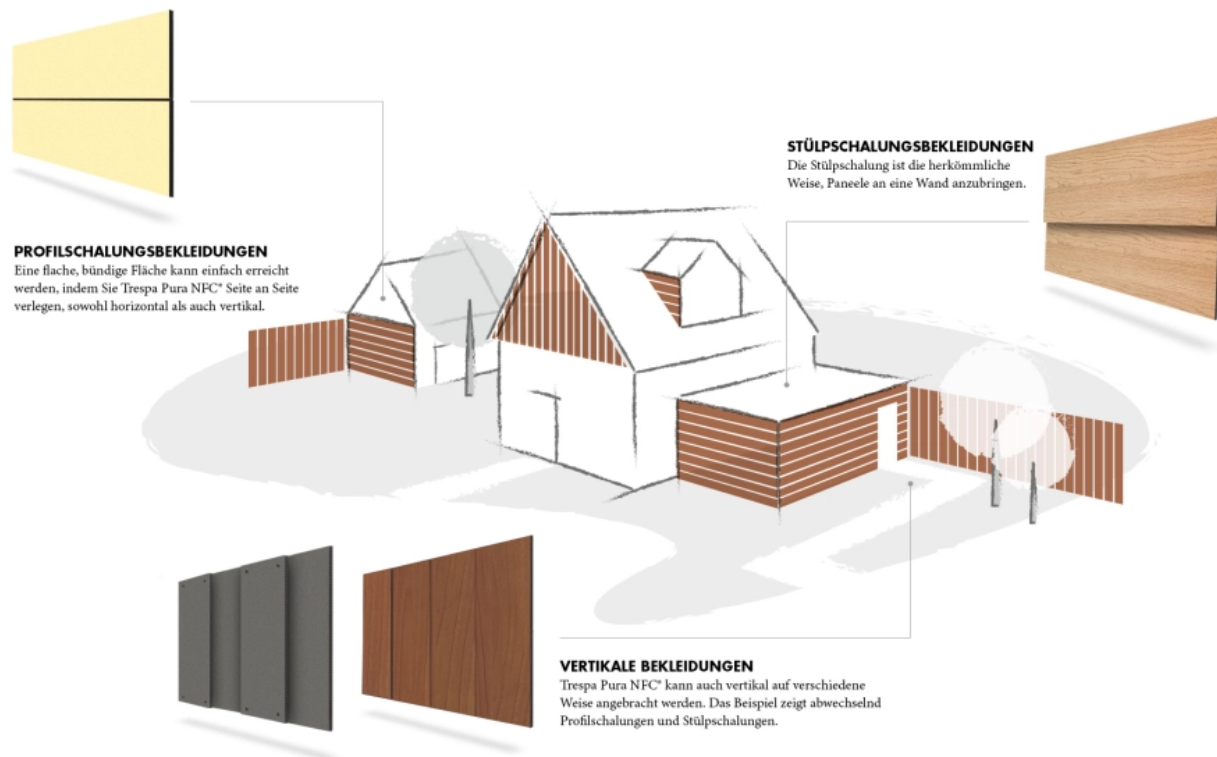 STÜLPSCHALUNGSBEKLEIDUNGEN
Die Stülpschalung ist die herkömmliche
Weise, Paneele an eine Wand anzubringen.
PROFILSCHALUNGSBEKLEIDUNGEN
Eine flache, bündige Fläche kann einfach erreicht
werden, indem Sie Trespa Pura NFC® Seite an Seite
verlegen, sowohl horizontal als auch vertikal.
VERTIKALE BEKLEIDUNGEN
Trespa Pura NFC® kann auch vertikal auf verschiedene
Weise angebracht werden. Das Beispiel zeigt abwechselnd
Profilschalungen und Stülpschalungen.